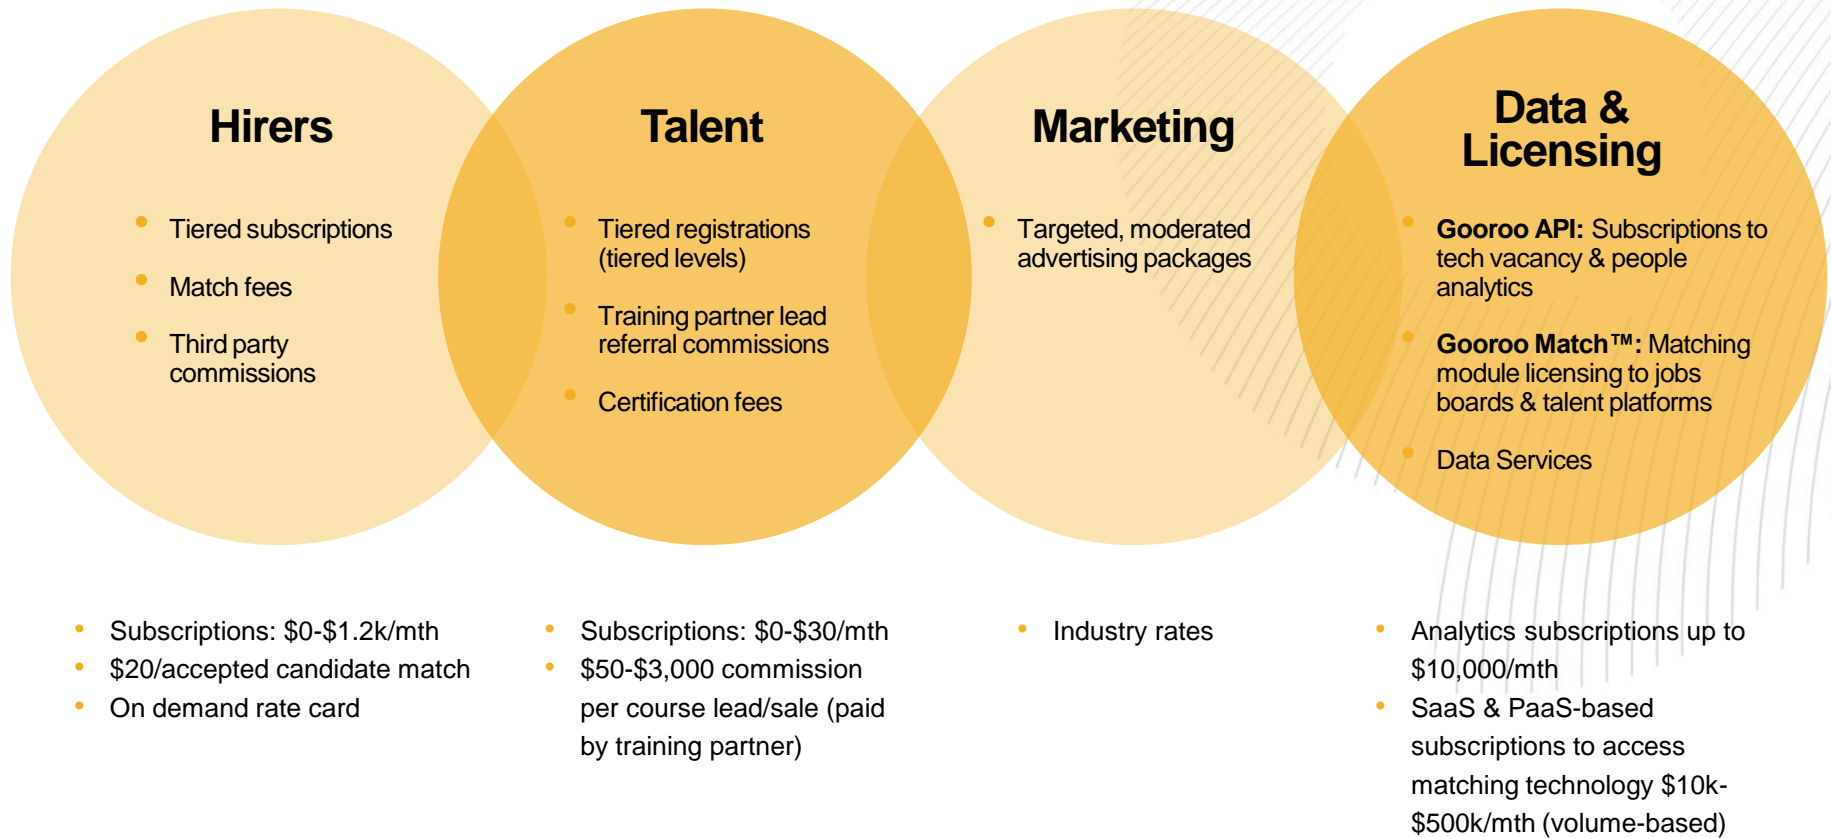 Hirers
• Tiered subscriptions
• Match fees
• Third party
commissions
Talent
• Tiered registrations
(tiered levels)
• Training partner lead
referral commissions
• Certification fees
Marketing
• Targeted, moderated
advertising packages
Data &
Licensing
• Gooroo API: Subscriptions to
tech vacancy & people
analytics
• Gooroo Match™: Matching
module licensing to jobs
boards & talent platforms
• Data Services
• Subscriptions: $0-$1.2k/mth
• $20/accepted candidate match
• On demand rate card
• Subscriptions: $0-$30/mth
• $50-$3,000 commission
per course lead/sale (paid
by training partner)
• Industry rates
• Analytics subscriptions up to
$10,000/mth
• SaaS & PaaS-based
subscriptions to access
matching technology $10k-
$500k/mth (volume-based)